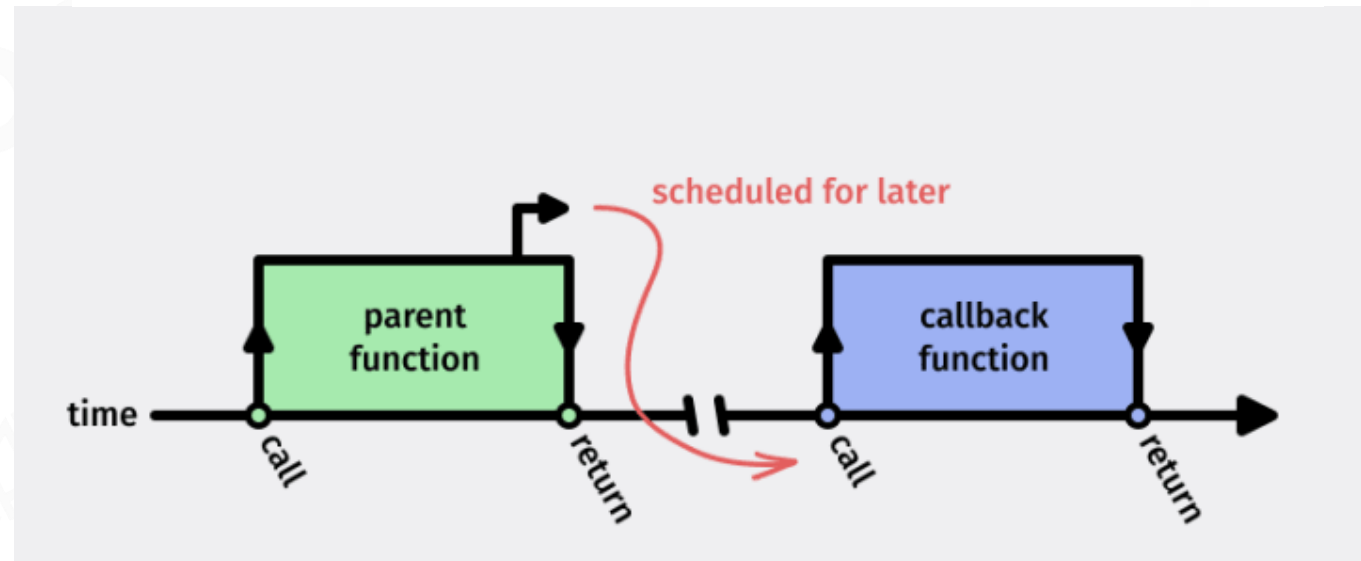 scheduled for later
parent
function
callback
function
time
call
return
call
return